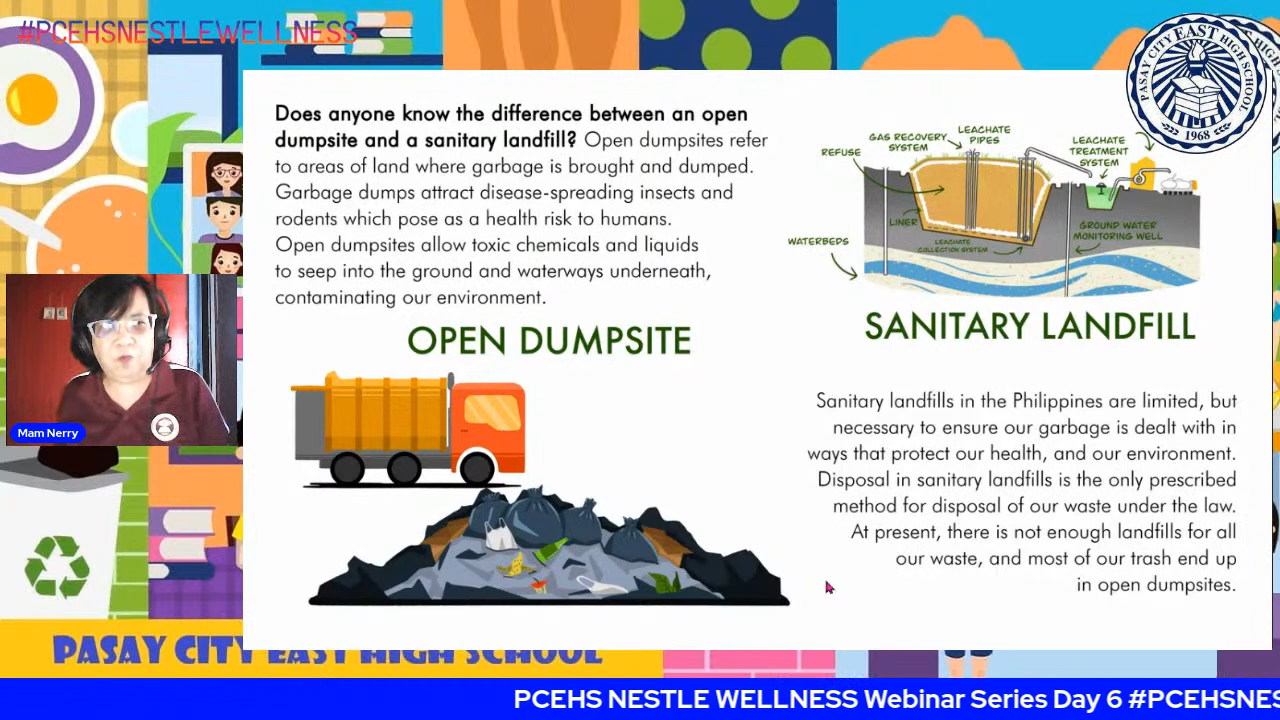 #PCEHSNESTLEWELLNESS
PASAY CITY EAST HIGH SCHOOL
1968
Does anyone know the difference between an open
dumpsite and a sanitary landfill? Open dumpsites refer
to areas of land where garbage is brought and dumped.
Garbage dumps attract disease-spreading insects and
rodents which pose as a health risk to humans.
Open dumpsites allow toxic chemicals and liquids
to seep into the ground and waterways underneath,
contaminating our environment.
OPEN DUMPSITE
GAS RECOVERY
SYSTEM
LEACHATE
PIPES
LEACHATE
TREATMENT
SYSTEM
REFUSE
LINER
LEACHATE
COLLECTION SYSTEM
GROUND WATER
MONITORING WELL
WATERBEDS
SANITARY LANDFILL
Sanitary landfills in the Philippines are limited, but
necessary to ensure our garbage is dealt with in
ways that protect our health, and our environment.
Disposal in sanitary landfills is the only prescribed
method for disposal of our waste under the law.
At present, there is not enough landfills for all
our waste, and most of our trash end up
in open dumpsites.
Mam Nerry
PASAY CITY EAST HIGH SCHOOL
PCEHS NESTLE WELLNESS Webinar Series Day 6 #PCEHSNES